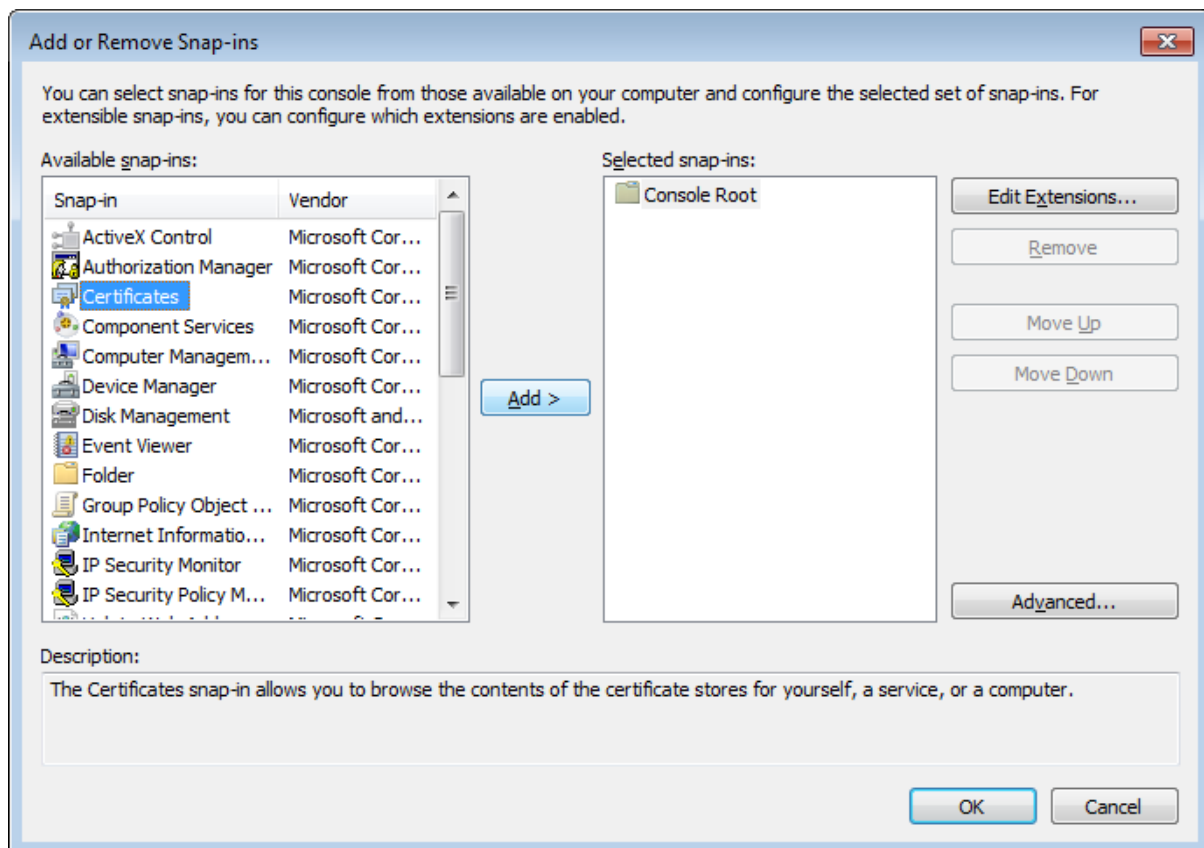 Add or Remove Snap-ins
You can select snap-ins for this console from those available on your computer and configure the selected set of snap-ins. For
extensible snap-ins, you can configure which extensions are enabled.
Available snap-ins:
Selected snap-ins:
Snap-in Vendor
ActiveX Control Microsoft Cor...
Authorization Manager Microsoft Cor...
Certificates Microsoft Cor...
Component Services Microsoft Cor...
Computer Managem... Microsoft Cor...
Device Manager Microsoft Cor...
Disk Management Microsoft and...
Event Viewer Microsoft Cor...
Folder Microsoft Cor...
Group Policy Object ... Microsoft Cor...
Internet Informatio... Microsoft Cor...
IP Security Monitor Microsoft Cor...
IP Security Policy M... Microsoft Cor...
Add >
Console Root
Edit Extensions...
Remove
Move Up
Move Down
Advanced...
Description:
The Certificates snap-in allows you to browse the contents of the certificate stores for yourself, a service, or a computer.
OK
Cancel